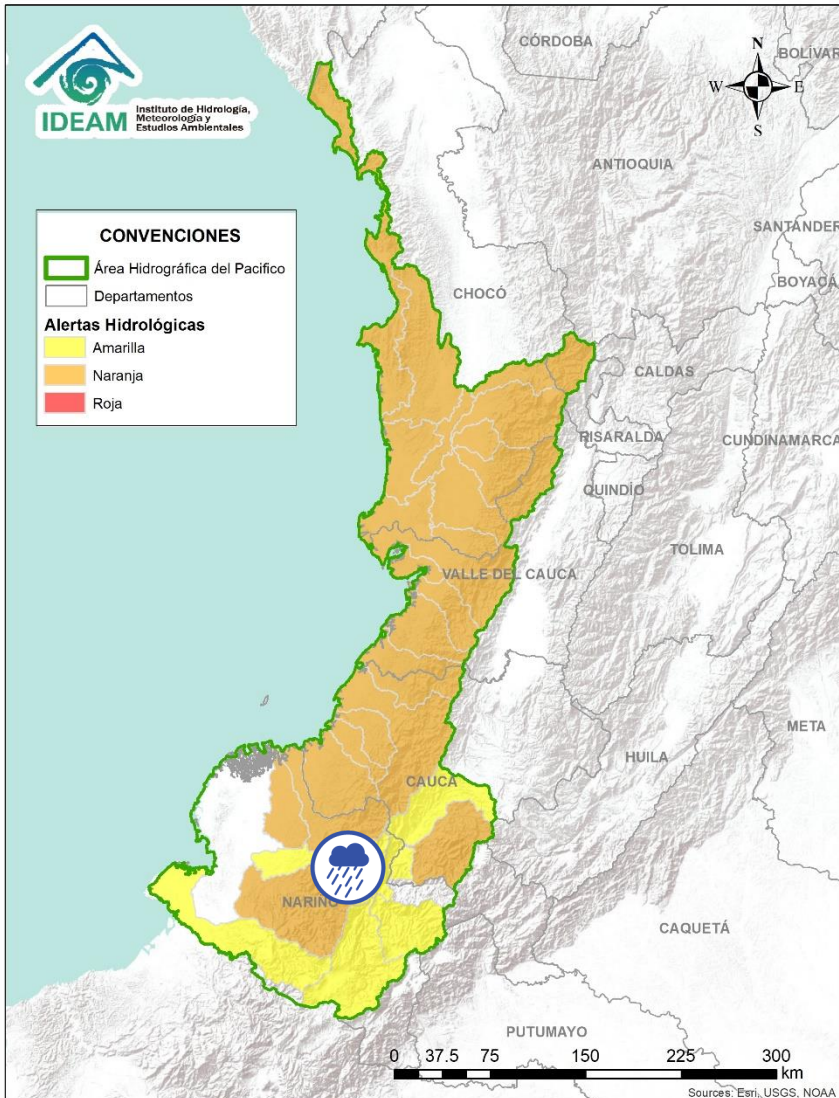 IDEAM
Instituto de Hidrología,
Meteorología y
Estudios Ambientales
N
W E
S
CÓRDOBA
BOLÍVAR
ANTIOQUIA
SANTANDER
BOYACÁ
CONVENCIONES
Área Hidrográfica del Pacifico
Departamentos
Alertas Hidrológicas
Amarilla
Naranja
Roja
CHOCÓ
CALDAS
RISARALDA
CUNDINAMARCA
QUINDÍO
TOLIMA
VALLE DEL CAUCA
META
HUILA
CAUCA
NARIÑO
CAQUETÁ
PUTUMAYO
0 37.5 75 150 225 300
km
Sources: Esri, USGS, NOAA